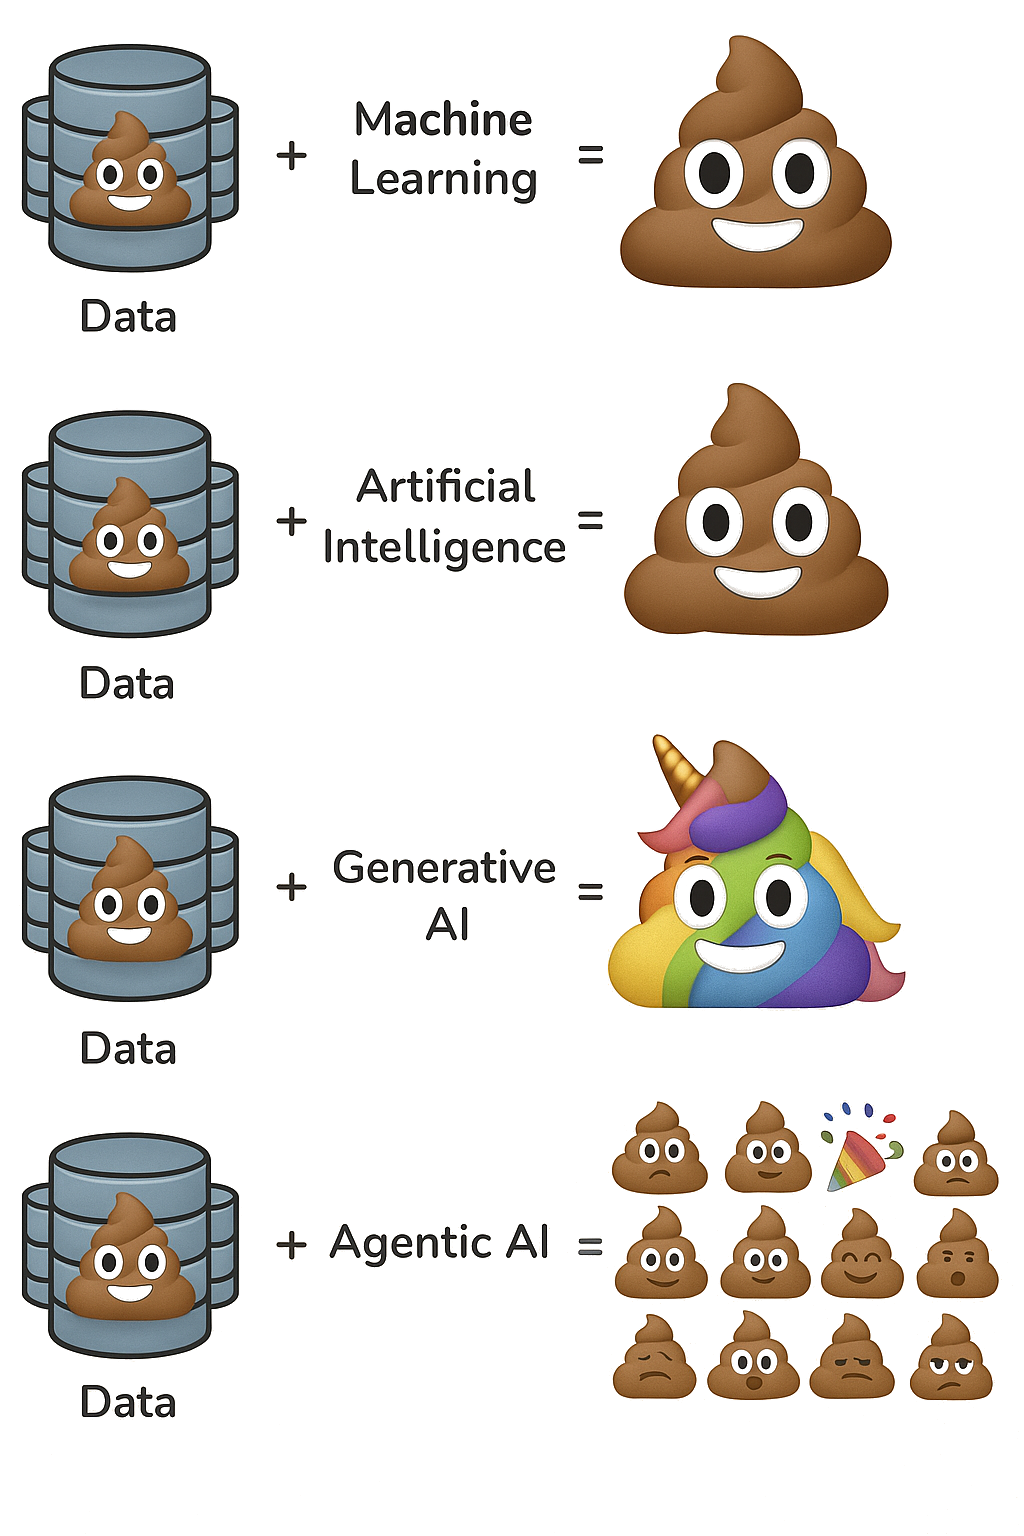 +
Machine
Learning
=
Data
+
Artificial
Intelligence
=
Data
+
Generative
AI
=
Data
+
Agentic AI
=
Data